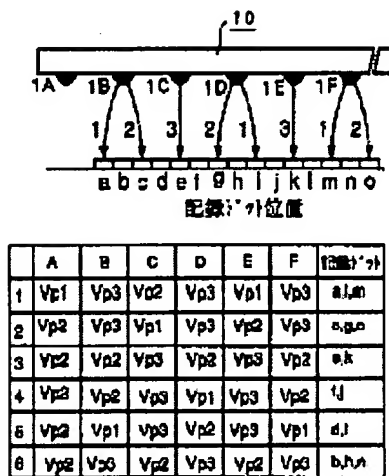 10
1A 1B 1C 1D 1E 1F
1 2 3 2 1 3 1 2
a b c d e f g h i j k l m n o
記録ドット位置
A B C D E F 記録ドット
1 Vp1 Vp3 Vp2 Vp3 Vp1 Vp3 a,i,m
2 Vp2 Vp3 Vp1 Vp3 Vp2 Vp3 c,g,o
3 Vp2 Vp2 Vp3 Vp2 Vp3 Vp2 e,k
4 Vp2 Vp2 Vp3 Vp1 Vp3 Vp2 f,j
5 Vp2 Vp1 Vp3 Vp2 Vp3 Vp1 d,l
6 Vp2 Vp3 Vp2 Vp3 Vp2 Vp3 b,h,n